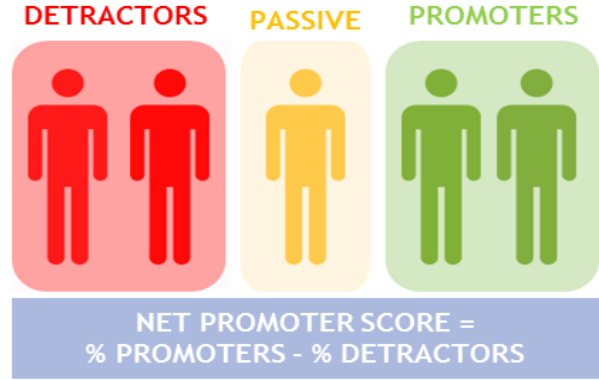 DETRACTORS
PASSIVE
PROMOTERS
NET PROMOTER SCORE =
% PROMOTERS - % DETRACTORS